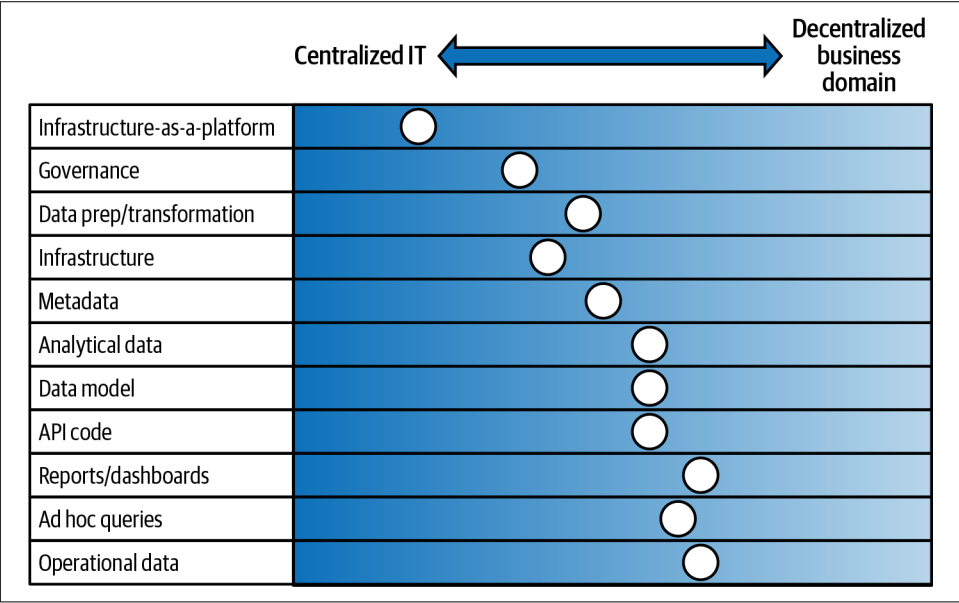 Centralized IT
Decentralized
business
domain
Infrastructure-as-a-platform
Governance
Data prep/transformation
Infrastructure
Metadata
Analytical data
Data model
API code
Reports/dashboards
Ad hoc queries
Operational data